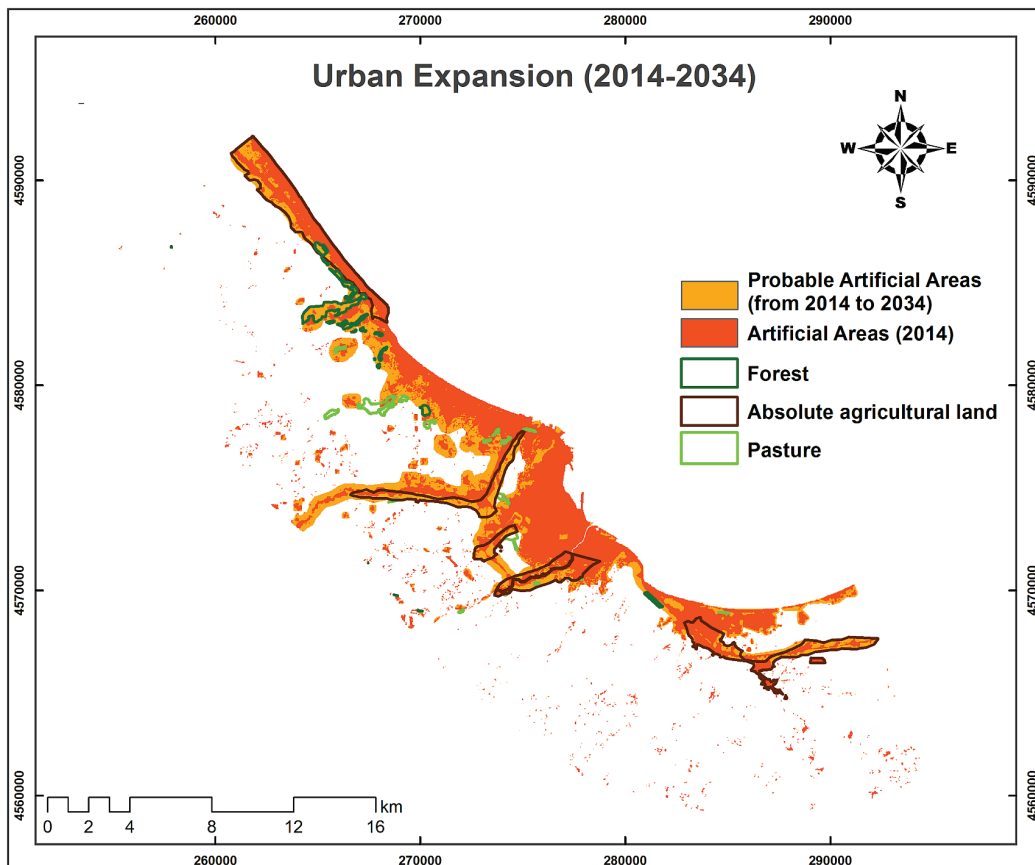 260000
270000
280000
290000
Urban Expansion (2014-2034)
N
W
E
S
4590000
4590000
Probable Artificial Areas
(from 2014 to 2034)
Artificial Areas (2014)
Forest
Absolute agricultural land
Pasture
4580000
4580000
4570000
4570000
4560000
4560000
km
0
2
4
8
12
16
260000
270000
280000
290000